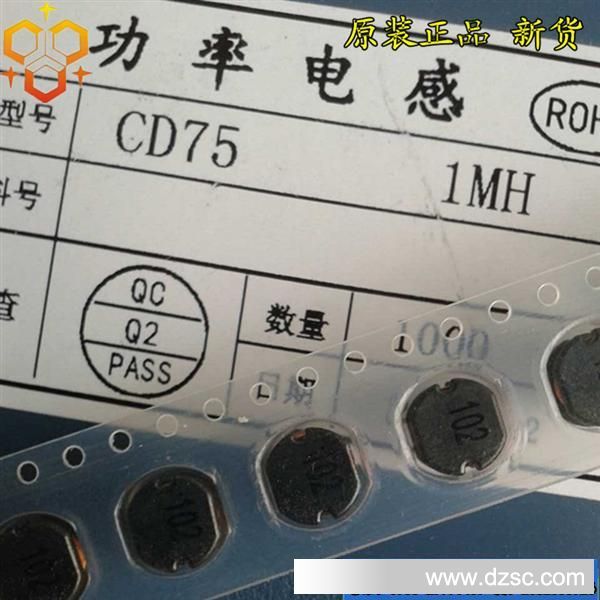 原装正品 新货
功率电感
型号 CD75 1MH
ROH
料号
查 QC
Q2
PASS
数量 1000
日期
102
102
102
102
www.dzsc.com